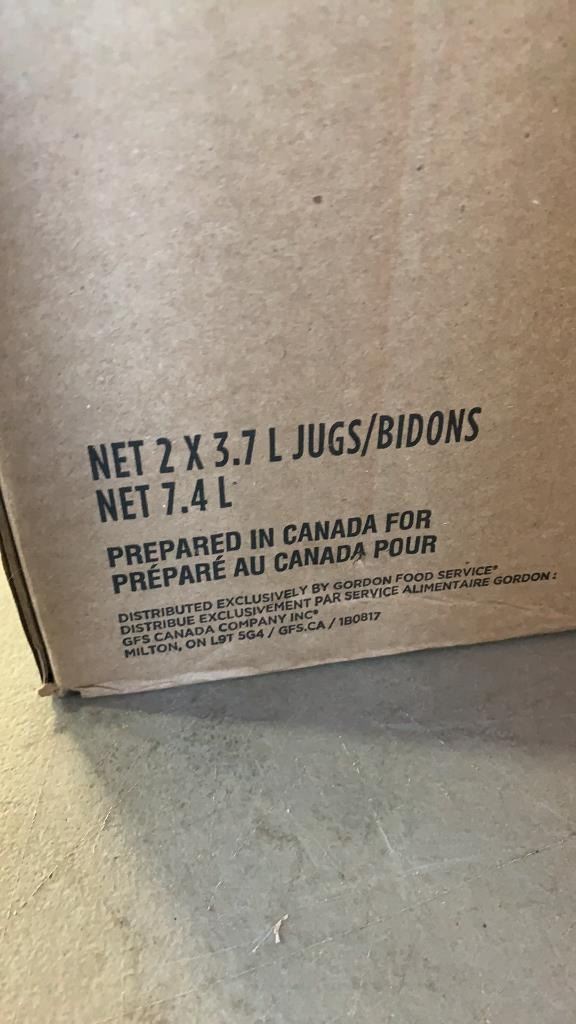 NET 2 X 3.7 L JUGS/BIDONS
NET 7.4 L
PREPARED IN CANADA FOR
PRÉPARÉ AU CANADA POUR
DISTRIBUTED EXCLUSIVELY BY GORDON FOOD SERVICE®
DISTRIBUE EXCLUSIVEMENT PAR SERVICE ALIMENTAIRE GORDON :
GFS CANADA COMPANY INC®
MILTON, ON L9T 5G4 / GFS.CA / 1B0817